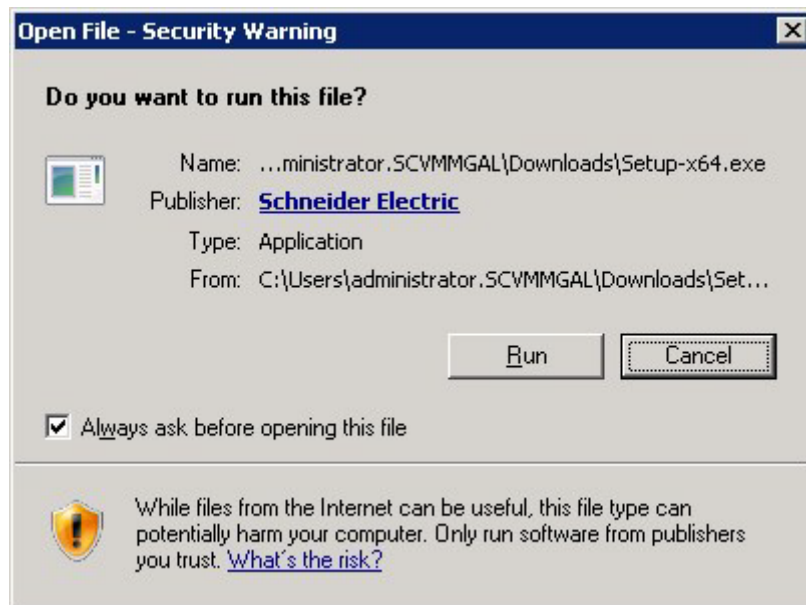 Open File - Security Warning
Do you want to run this file?
Name: ...ministrator.SCVMMGAL\Downloads\Setup-x64.exe
Publisher: Schneider Electric
Type: Application
From: C:\Users\administrator.SCVMMGAL\Downloads\Set...
Run Cancel
Always ask before opening this file
While files from the Internet can be useful, this file type can
potentially harm your computer. Only run software from publishers
you trust. What's the risk?